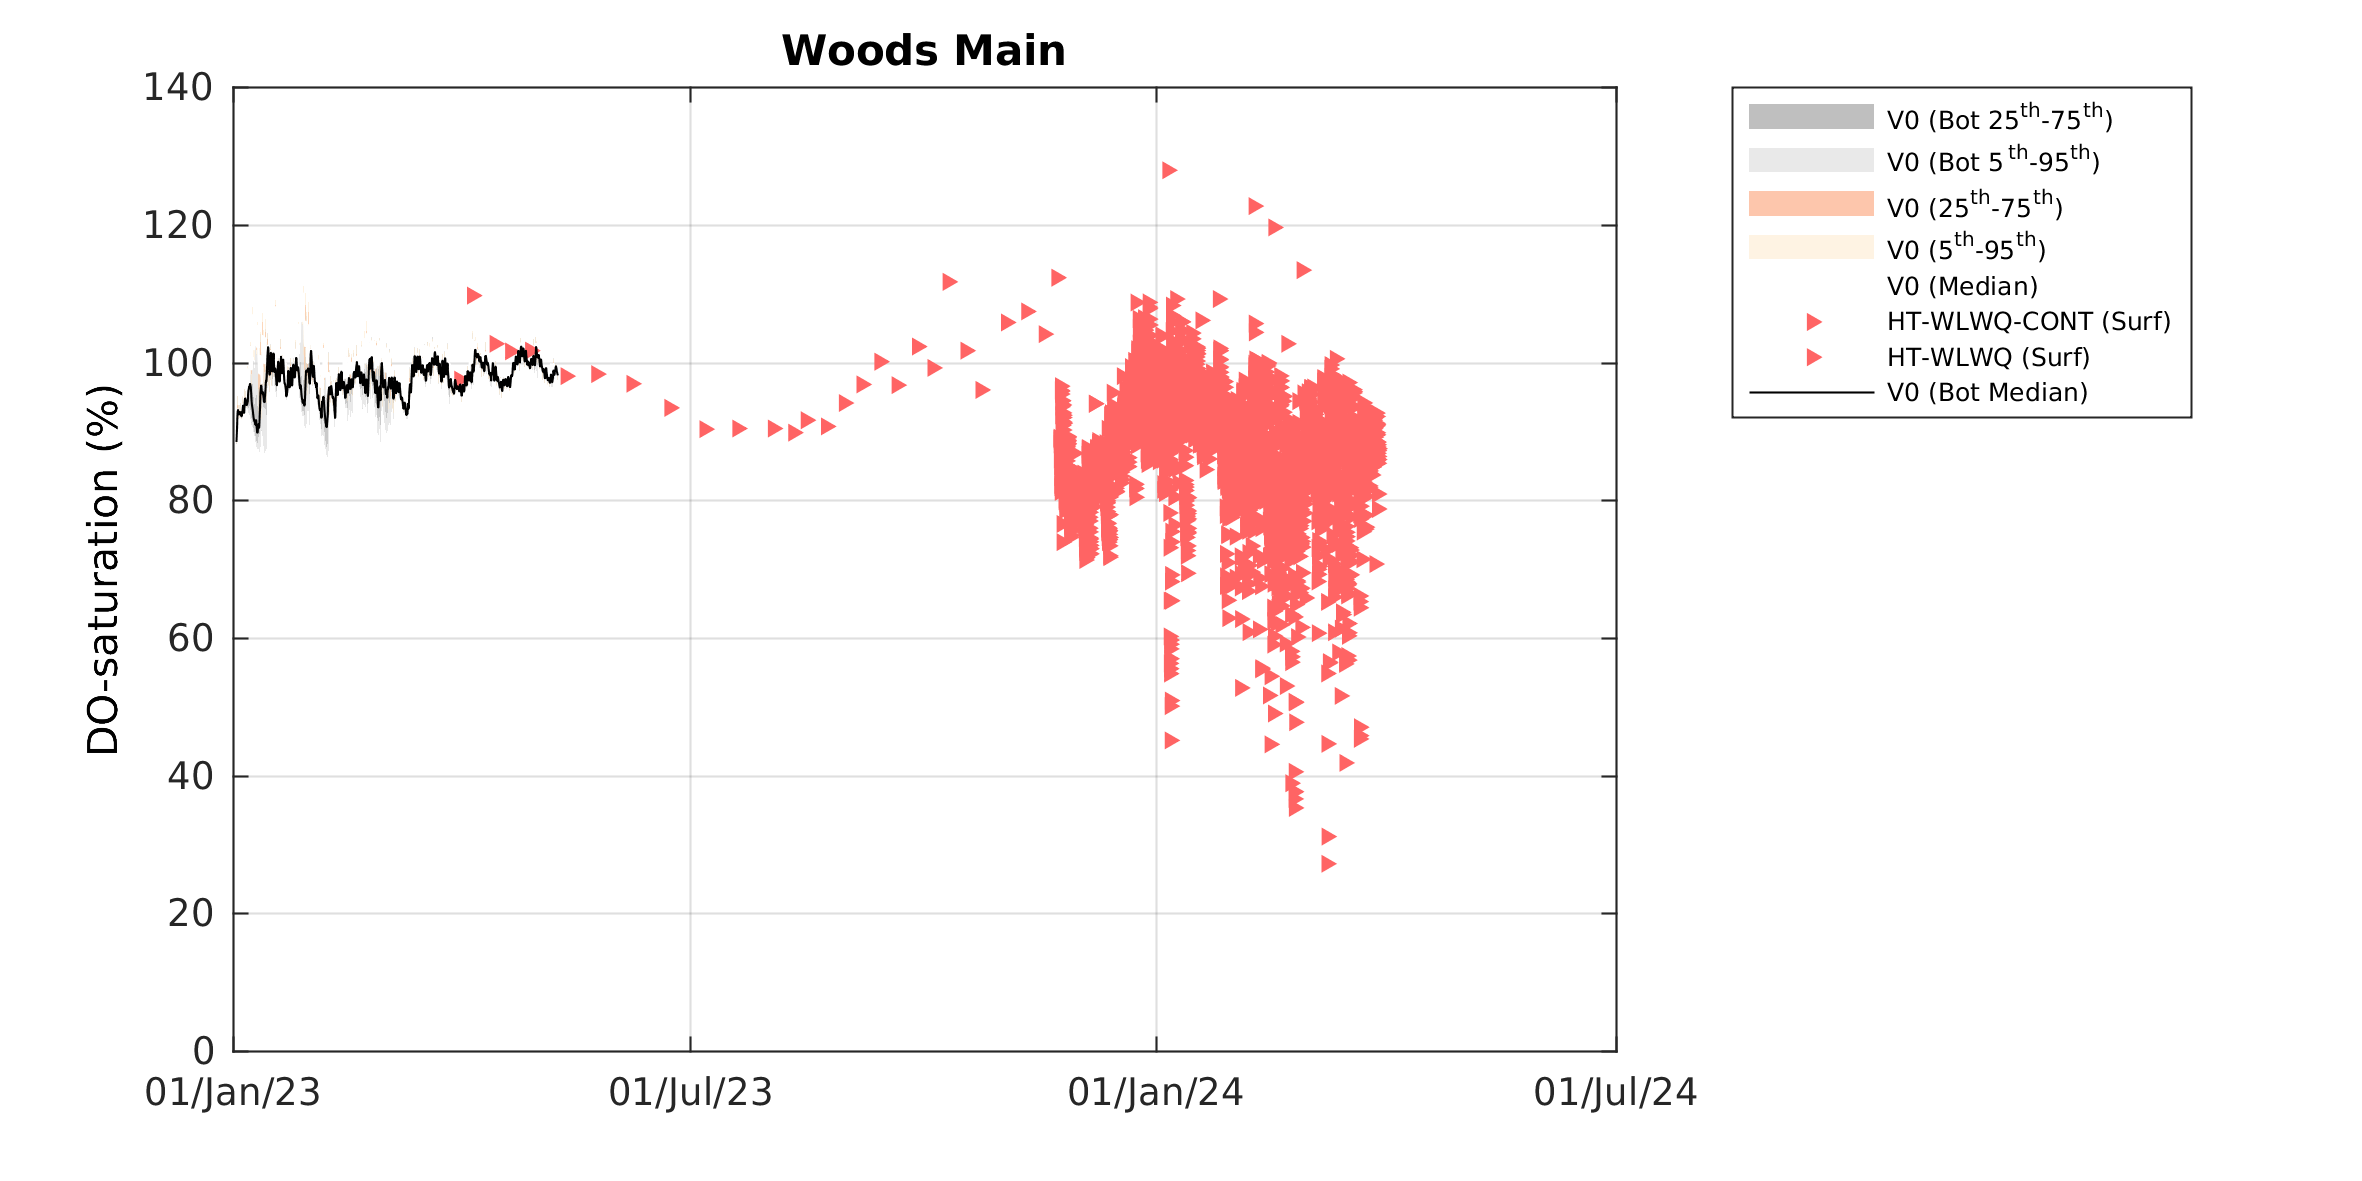 Woods Main
140
120
100
80
60
40
20
0
DO-saturation (%)
01/Jan/23
01/Jul/23
01/Jan/24
01/Jul/24
V0 (Bot 25th-75th)
V0 (Bot 5th-95th)
V0 (25th-75th)
V0 (5th-95th)
V0 (Median)
HT-WLWQ-CONT (Surf)
HT-WLWQ (Surf)
V0 (Bot Median)